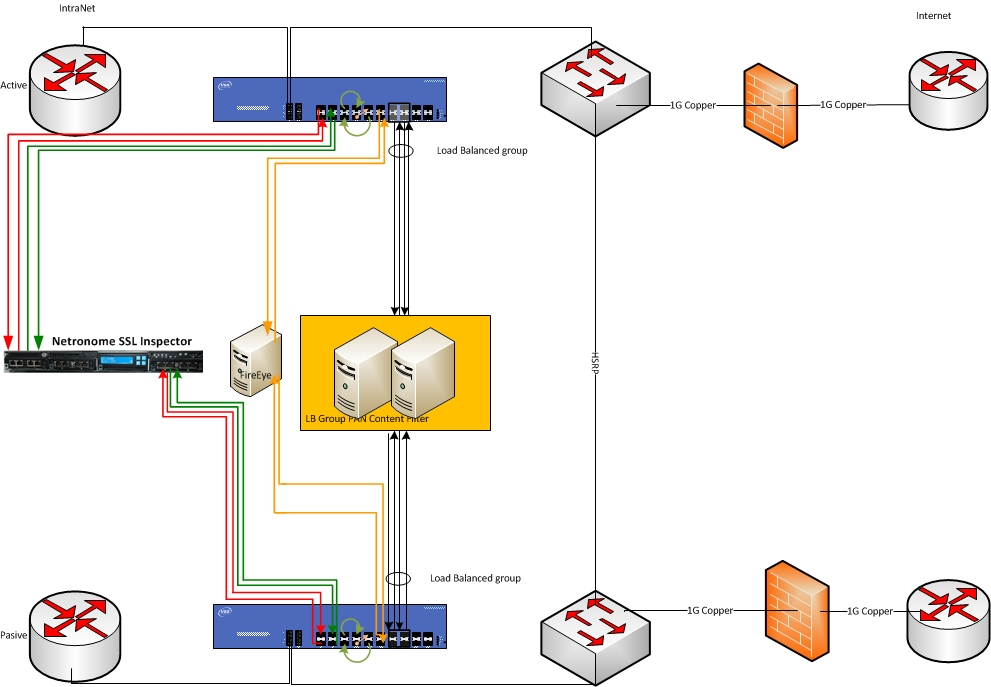 IntraNet
Internet
Active
1G Copper
1G Copper
Load Balanced group
Netronome SSL Inspector
FireEye
HSRP
LB Group PAN Content Filter
Load Balanced group
1G Copper
1G Copper
Pasive